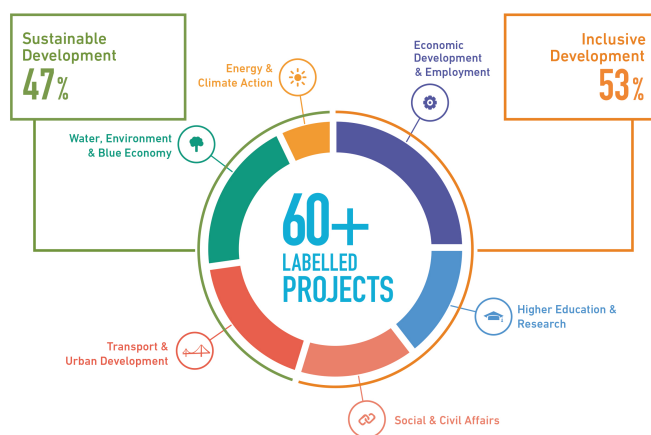 Sustainable
Development
47%
Inclusive
Development
53%
Energy &
Climate Action
Economic
Development
& Employment
Water, Environment
& Blue Economy
60+
LABELLED
PROJECTS
Higher Education &
Research
Transport &
Urban Development
Social & Civil Affairs